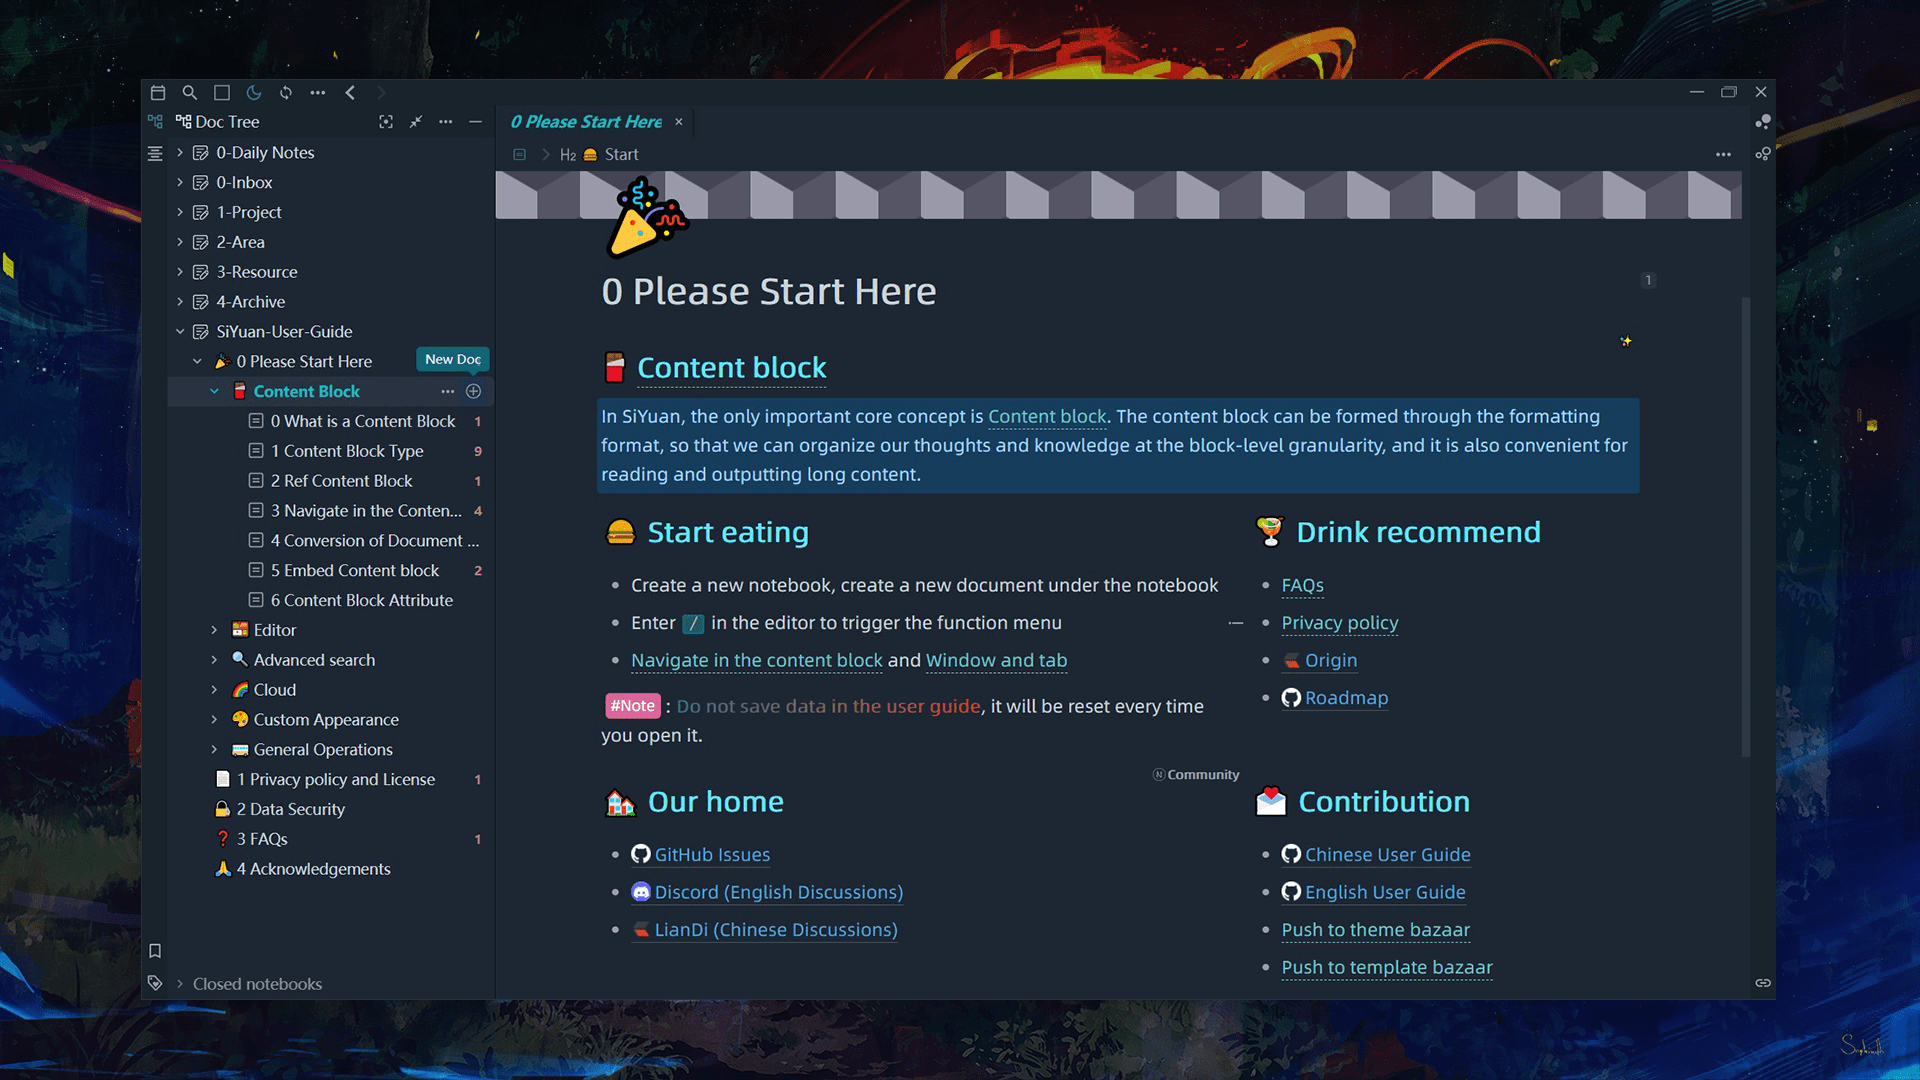 Doc Tree
0-Daily Notes
0-Inbox
1-Project
2-Area
3-Resource
4-Archive
SiYuan-User-Guide
0 Please Start Here
New Doc
Content Block
0 What is a Content Block 1
1 Content Block Type 9
2 Ref Content Block 1
3 Navigate in the Conten... 4
4 Conversion of Document ...
5 Embed Content block 2
6 Content Block Attribute
Editor
Advanced search
Cloud
Custom Appearance
General Operations
1 Privacy policy and License 1
2 Data Security
3 FAQs 1
4 Acknowledgements
Closed notebooks
0 Please Start Here
H2 Start
0 Please Start Here
1
Content block
In SiYuan, the only important core concept is Content block. The content block can be formed through the formatting
format, so that we can organize our thoughts and knowledge at the block-level granularity, and it is also convenient for
reading and outputting long content.
Start eating
Create a new notebook, create a new document under the notebook
Enter / in the editor to trigger the function menu
Navigate in the content block and Window and tab
#Note : Do not save data in the user guide, it will be reset every time
you open it.
Drink recommend
FAQs
Privacy policy
Origin
Roadmap
N Community
Our home
GitHub Issues
Discord (English Discussions)
LianDi (Chinese Discussions)
Contribution
Chinese User Guide
English User Guide
Push to theme bazaar
Push to template bazaar